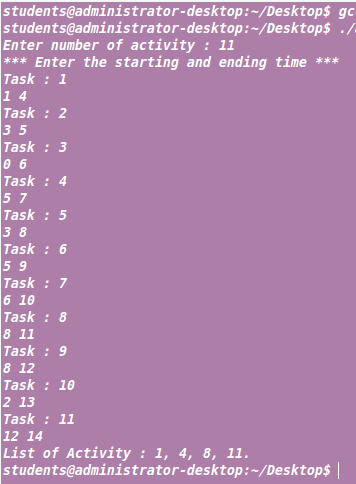 students@administrator-desktop:~/Desktop$ gc
students@administrator-desktop:~/Desktop$ ./
Enter number of activity : 11
*** Enter the starting and ending time ***
Task : 1
1 4
Task : 2
3 5
Task : 3
0 6
Task : 4
5 7
Task : 5
3 8
Task : 6
5 9
Task : 7
6 10
Task : 8
8 11
Task : 9
8 12
Task : 10
2 13
Task : 11
12 14
List of Activity : 1, 4, 8, 11.
students@administrator-desktop:~/Desktop$